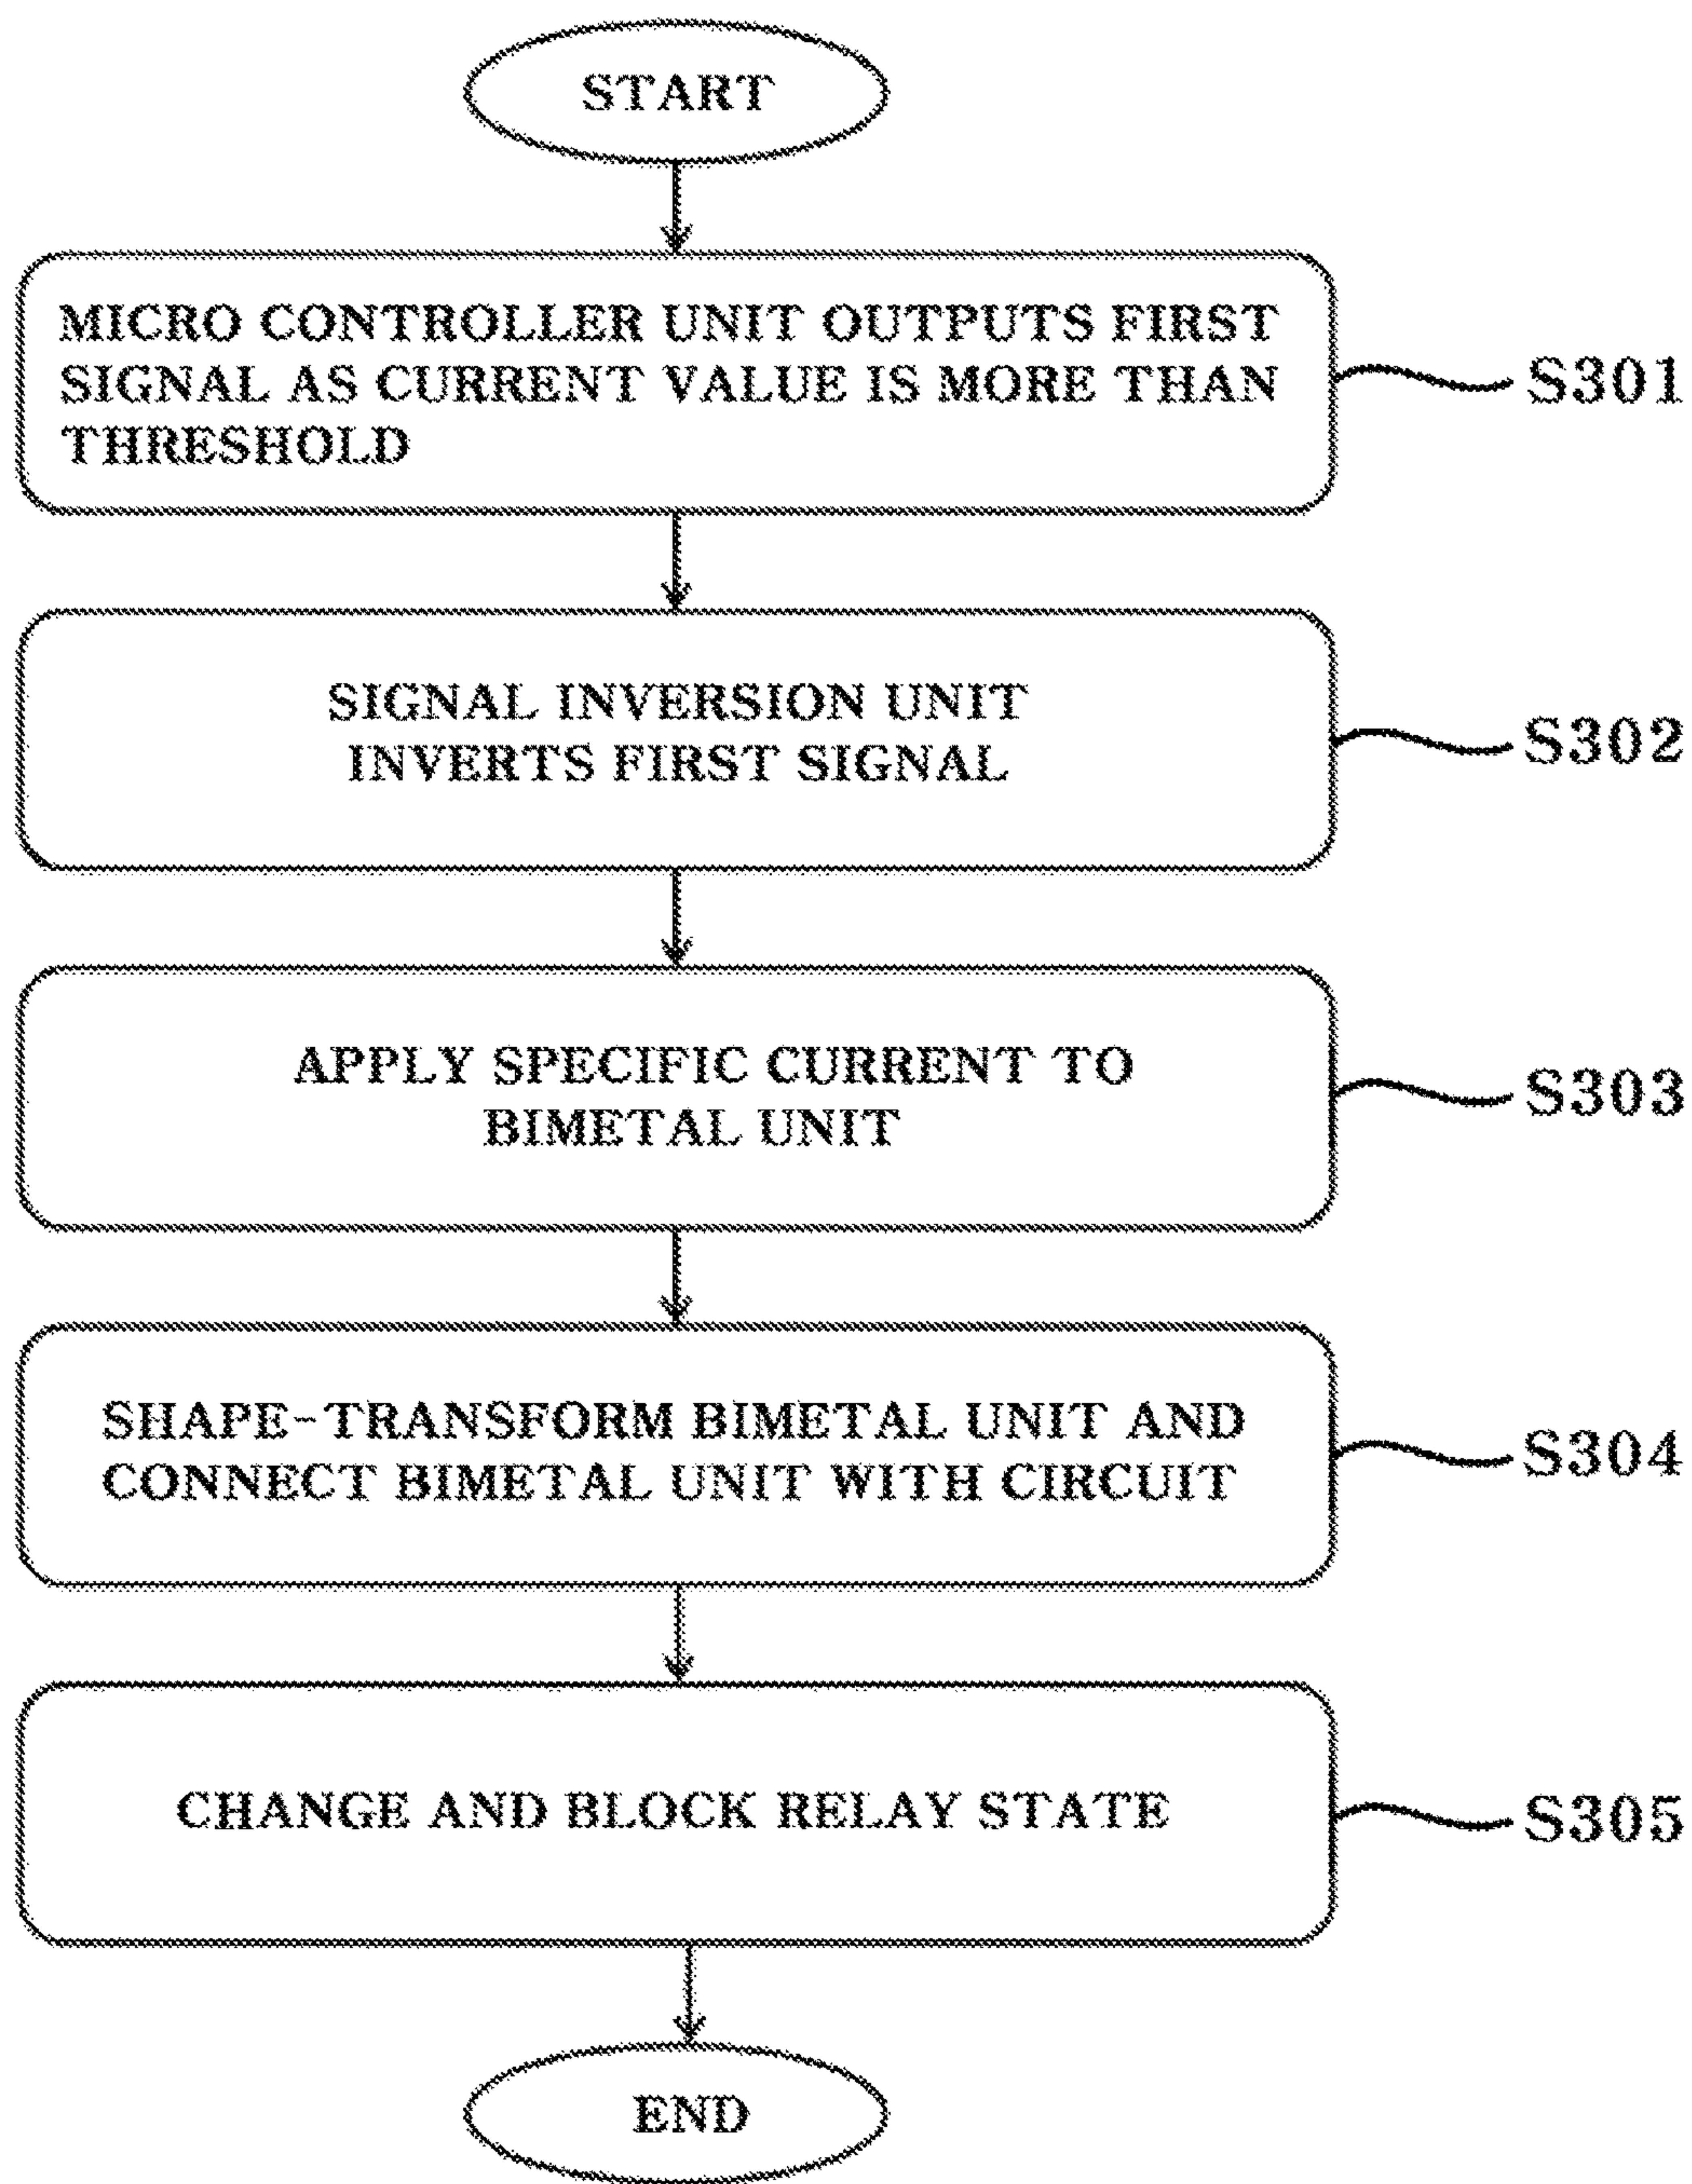 START
MICRO CONTROLLER UNIT OUTPUTS FIRST
SIGNAL AS CURRENT VALUE IS MORE THAN
THRESHOLD
S301
SIGNAL INVERSION UNIT
INVERTS FIRST SIGNAL
S302
APPLY SPECIFIC CURRENT TO
BIMETAL UNIT
S303
SHAPE-TRANSFORM BIMETAL UNIT AND
CONNECT BIMETAL UNIT WITH CIRCUIT
S304
CHANGE AND BLOCK RELAY STATE
S305
END